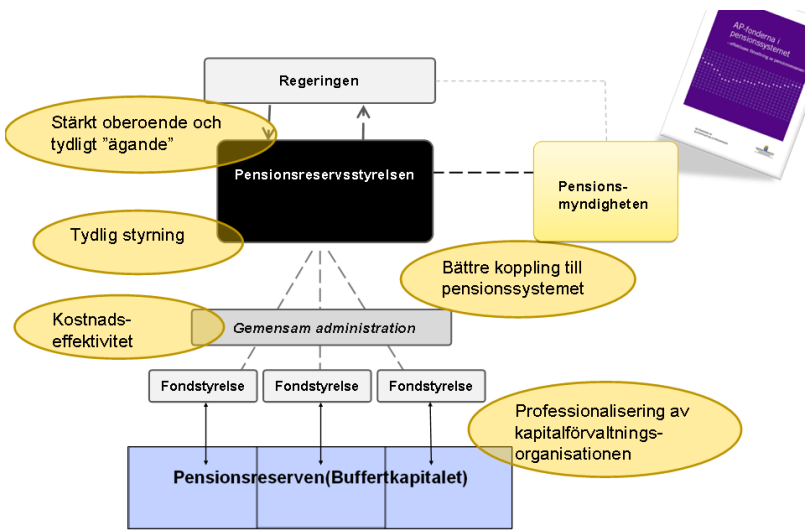 AP-fonderna i
pensionssystemet
Regeringen
Stärkt oberoende och
tydligt ”ägande”
Pensionsreservsstyrelsen
Pensions-
myndigheten
Tydlig styrning
Bättre koppling till
pensionssystemet
Kostnads-
effektivitet
Gemensam administration
Fondstyrelse
Fondstyrelse
Fondstyrelse
Professionalisering av
kapitalförvaltnings-
organisationen
Pensionsreserven(Buffertkapitalet)